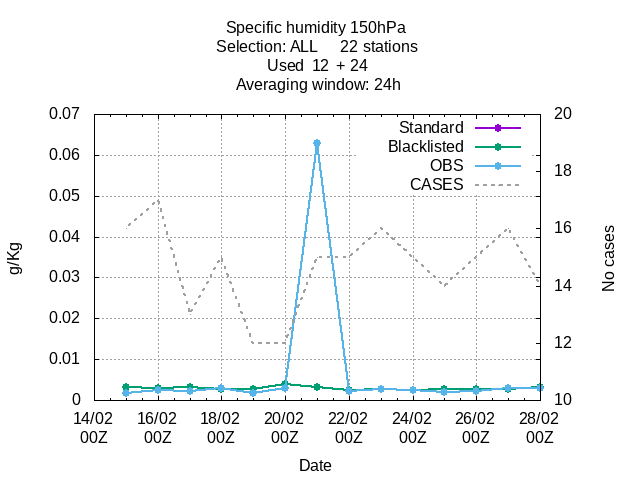 Specific humidity 150hPa
Selection: ALL     22 stations
Used  12  + 24
Averaging window: 24h
0.07
0.06
0.05
0.04
0.03
0.02
0.01
0
g/Kg
20
18
16
14
12
10
No cases
Standard
Blacklisted
OBS
CASES
14/02 16/02 18/02 20/02 22/02 24/02 26/02 28/02
00Z 00Z 00Z 00Z 00Z 00Z 00Z 00Z
Date